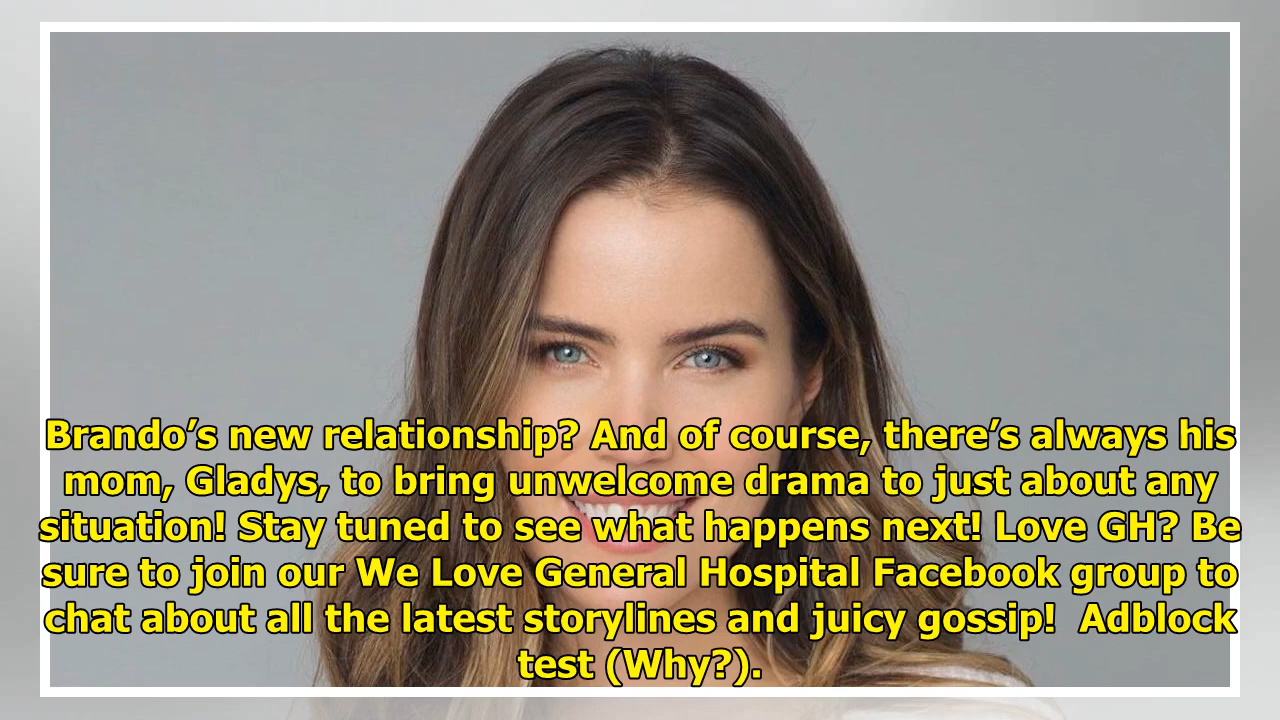 Brando’s new relationship? And of course, there’s always his
mom, Gladys, to bring unwelcome drama to just about any
situation! Stay tuned to see what happens next! Love GH? Be
sure to join our We Love General Hospital Facebook group to
chat about all the latest storylines and juicy gossip!  Adblock
test (Why?).